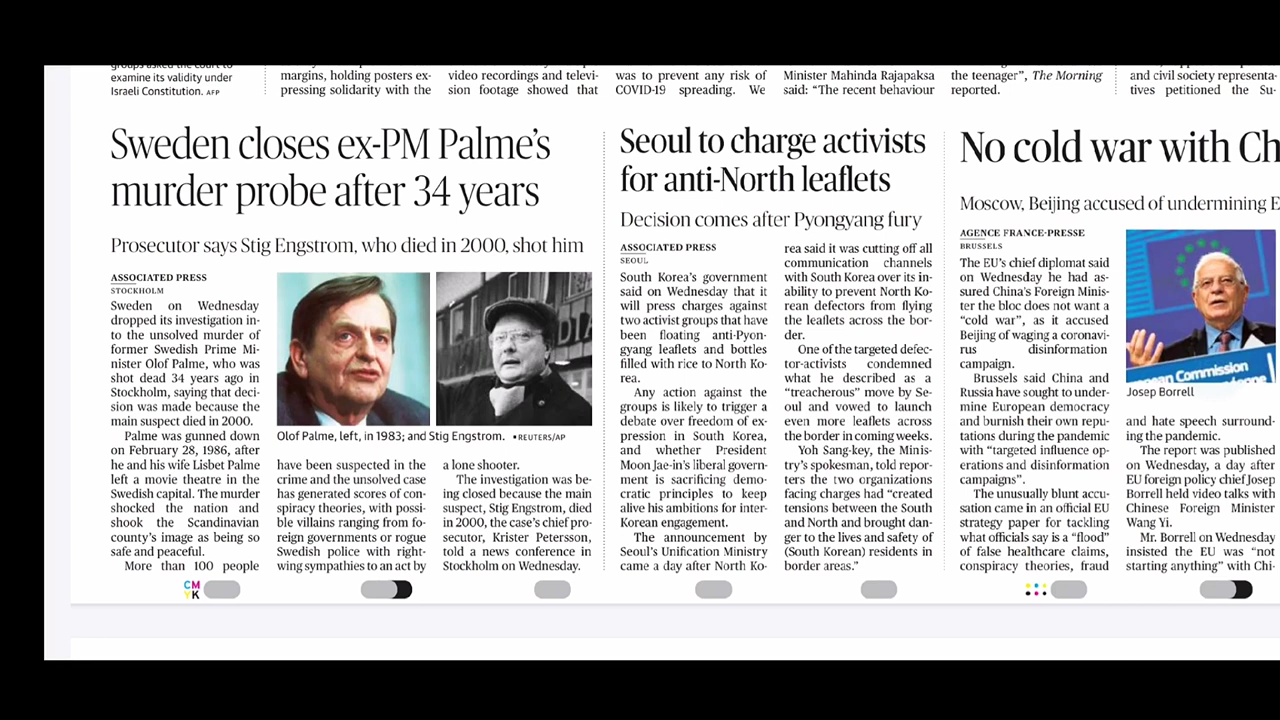 examine its validity under
Israeli Constitution. AFP
margins, holding posters ex-
pressing solidarity with the
video recordings and televi-
sion footage showed that
was to prevent any risk of
COVID-19 spreading. We
Minister Mahinda Rajapaksa
said: “The recent behaviour
the teenager”, The Morning
reported.
and civil society representa-
tives petitioned the Su-
Sweden closes ex-PM Palme’s
murder probe after 34 years
Prosecutor says Stig Engstrom, who died in 2000, shot him
ASSOCIATED PRESS
STOCKHOLM
Sweden on Wednesday
dropped its investigation in-
to the unsolved murder of
former Swedish Prime Mi-
nister Olof Palme, who was
shot dead 34 years ago in
Stockholm, saying that deci-
sion was made because the
main suspect died in 2000.
Palme was gunned down
on February 28, 1986, after
he and his wife Lisbet Palme
left a movie theatre in the
Swedish capital. The murder
shocked the nation and
shook the Scandinavian
county’s image as being so
safe and peaceful.
More than 100 people
Olof Palme, left, in 1983; and Stig Engstrom. ▪ REUTERS/AP
have been suspected in the
crime and the unsolved case
has generated scores of con-
spiracy theories, with possi-
ble villains ranging from fo-
reign governments or rogue
Swedish police with right-
wing sympathies to an act by
a lone shooter.
The investigation was be-
ing closed because the main
suspect, Stig Engstrom, died
in 2000, the case’s chief pro-
secutor, Krister Petersson,
told a news conference in
Stockholm on Wednesday.
Seoul to charge activists
for anti-North leaflets
Decision comes after Pyongyang fury
ASSOCIATED PRESS
SEOUL
South Korea’s government
said on Wednesday that it
will press charges against
two activist groups that have
been floating anti-Pyon-
gyang leaflets and bottles
filled with rice to North Ko-
rea.
Any action against the
groups is likely to trigger a
debate over freedom of ex-
pression in South Korea,
and whether President
Moon Jae-in’s liberal govern-
ment is sacrificing demo-
cratic principles to keep
alive his ambitions for inter-
Korean engagement.
The announcement by
Seoul’s Unification Ministry
came a day after North Ko-
rea said it was cutting off all
communication channels
with South Korea over its in-
ability to prevent North Ko-
rean defectors from flying
the leaflets across the bor-
der.
One of the targeted defec-
tor-activists condemned
what he described as a
“treacherous” move by Se-
oul and vowed to launch
even more leaflets across
the border in coming weeks.
Yoh Sang-key, the Minis-
try’s spokesman, told repor-
ters the two organizations
facing charges had “created
tensions between the South
and North and brought dan-
ger to the lives and safety of
(South Korean) residents in
border areas.”
No cold war with Ch
Moscow, Beijing accused of undermining E
AGENCE FRANCE-PRESSE
BRUSSELS
The EU’s chief diplomat said
on Wednesday he had as-
sured China’s Foreign Minis-
ter the bloc does not want a
“cold war”, as it accused
Beijing of waging a coronavi-
rus disinformation
campaign.
Brussels said China and
Russia have sought to under-
mine European democracy
and burnish their own repu-
tations during the pandemic
with “targeted influence op-
erations and disinformation
campaigns”.
The unusually blunt accu-
sation came in an official EU
strategy paper for tackling
what officials say is a “flood”
of false healthcare claims,
conspiracy theories, fraud
Commission
Josep Borrell
and hate speech surround-
ing the pandemic.
The report was published
on Wednesday, a day after
EU foreign policy chief Josep
Borrell held video talks with
Chinese Foreign Minister
Wang Yi.
Mr. Borrell on Wednesday
insisted the EU was “not
starting anything” with Chi-
CM
YK